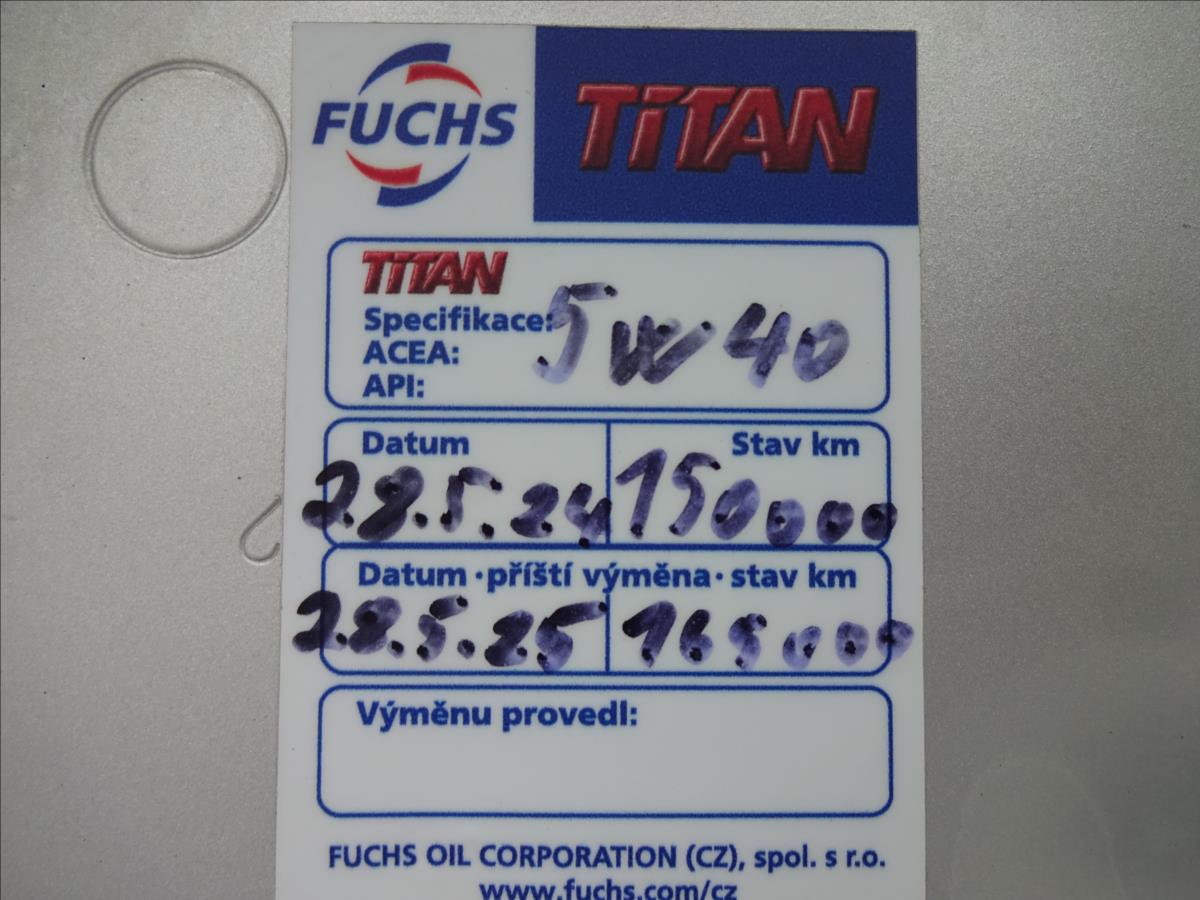 FUCHS TITAN
TITAN
Specifikace: 5W40
ACEA:
API:
Datum Stav km
28.5.24 150000
Datum · příští výměna · stav km
28.5.25 165000
Výměnu provedl:
FUCHS OIL CORPORATION (CZ), spol. s r.o.
www.fuchs.com/cz